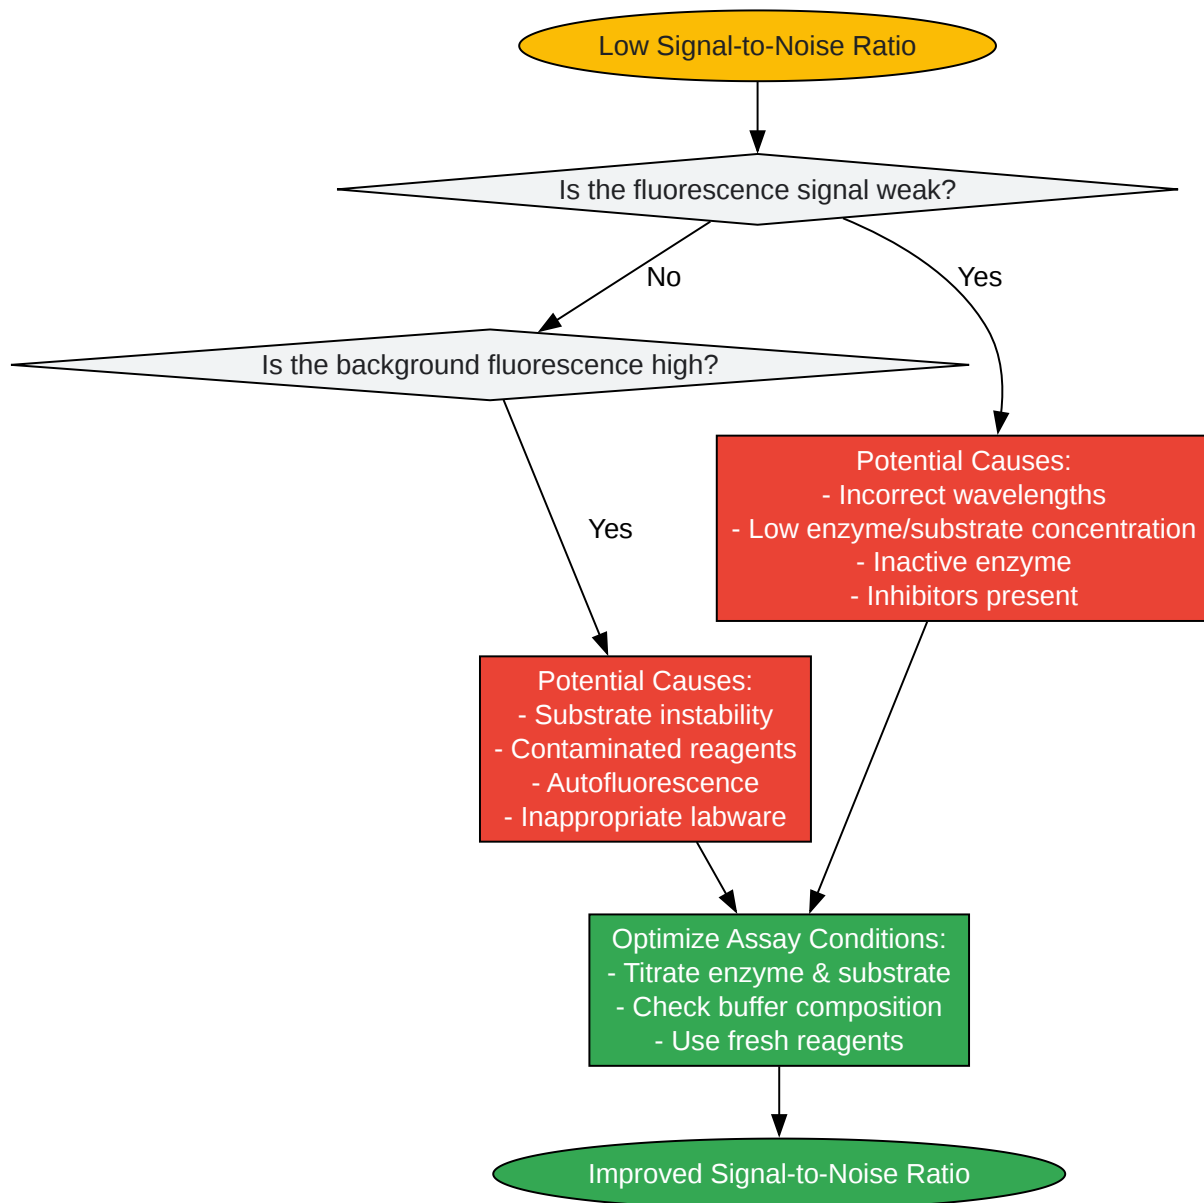 Low Signal-to-Noise Ratio
Is the fluorescence signal weak?
No
Yes
Is the background fluorescence high?
Potential Causes:
- Incorrect wavelengths
- Low enzyme/substrate concentration
- Inactive enzyme
- Inhibitors present
Yes
Potential Causes:
- Substrate instability
- Contaminated reagents
- Autofluorescence
- Inappropriate labware
Optimize Assay Conditions:
- Titrate enzyme & substrate
- Check buffer composition
- Use fresh reagents
Improved Signal-to-Noise Ratio